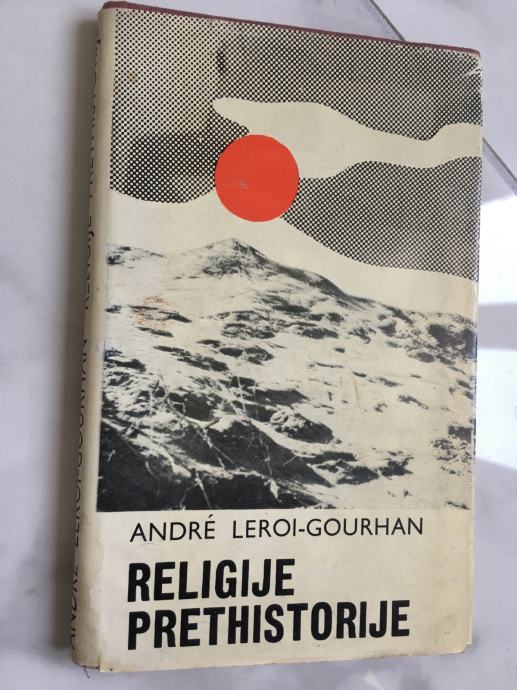 ANDRÉ LEROI-GOURHAN
RELIGIJE
PRETHISTORIJE
ANDRÉ LEROI-GOURHAN RELIGIJE PRETHISTORIJE